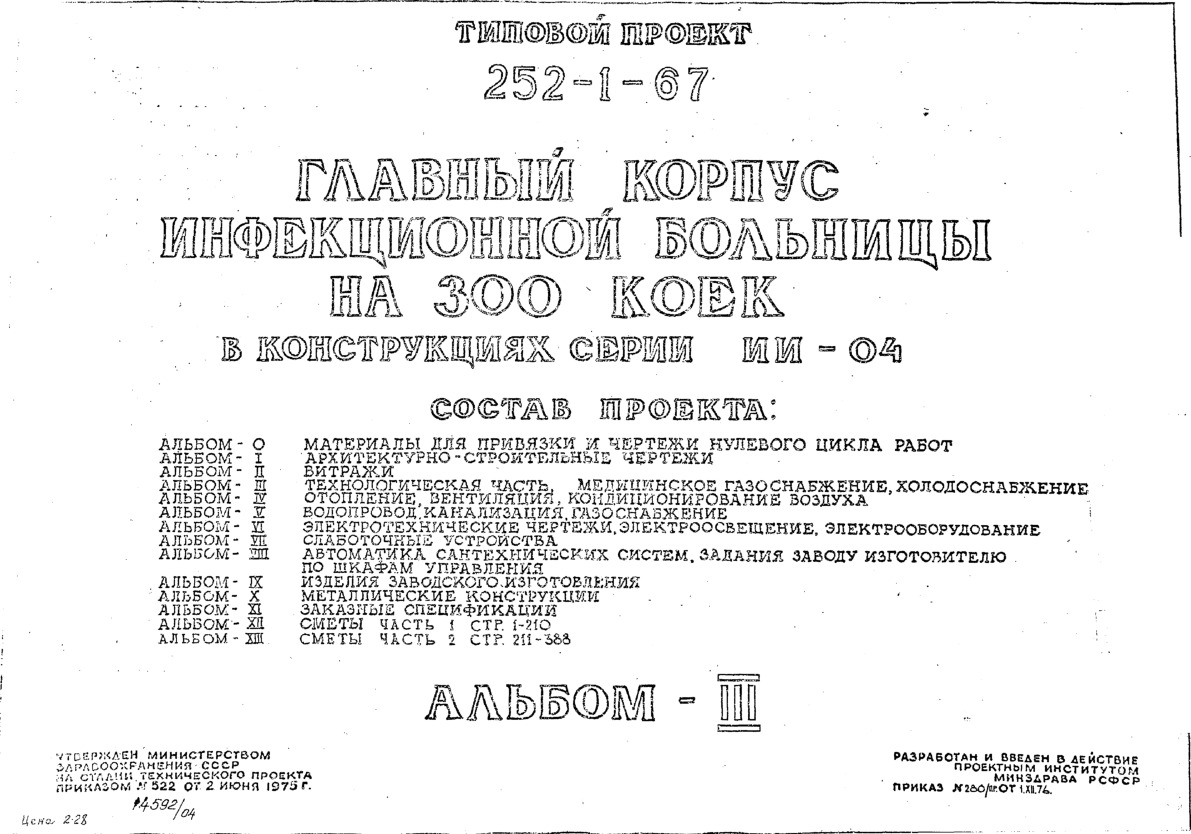 ТИПОВОЙ ПРОЕКТ
252-1-67
ГЛАВНЫЙ КОРПУС
ИНФЕКЦИОННОЙ БОЛЬНИЦЫ
НА 300 КОЕК
В КОНСТРУКЦИЯХ СЕРИИ ИИ-04
СОСТАВ ПРОЕКТА:
АЛЬБОМ - О МАТЕРИАЛЫ ДЛЯ ПРИВЯЗКИ И ЧЕРТЕЖИ НУЛЕВОГО ЦИКЛА РАБОТ
АЛЬБОМ - I АРХИТЕКТУРНО-СТРОИТЕЛЬНЫЕ ЧЕРТЕЖИ
АЛЬБОМ - II ВИТРАЖИ
АЛЬБОМ - III ТЕХНОЛОГИЧЕСКАЯ ЧАСТЬ, МЕДИЦИНСКОЕ ГАЗОСНАБЖЕНИЕ, ХОЛОДОСНАБЖЕНИЕ
АЛЬБОМ - IV ОТОПЛЕНИЕ, ВЕНТИЛЯЦИЯ, КОНДИЦИОНИРОВАНИЕ ВОЗДУХА
АЛЬБОМ - V ВОДОПРОВОД, КАНАЛИЗАЦИЯ, ГАЗОСНАБЖЕНИЕ
АЛЬБОМ - VI ЭЛЕКТРОТЕХНИЧЕСКИЕ ЧЕРТЕЖИ, ЭЛЕКТРООСВЕЩЕНИЕ, ЭЛЕКТРООБОРУДОВАНИЕ
АЛЬБОМ - VII СЛАБОТОЧНЫЕ УСТРОЙСТВА
АЛЬБОМ - VIII АВТОМАТИКА САНТЕХНИЧЕСКИХ СИСТЕМ, ЗАДАНИЯ ЗАВОДУ ИЗГОТОВИТЕЛЮ
ПО ШКАФАМ УПРАВЛЕНИЯ
АЛЬБОМ - IX ИЗДЕЛИЯ ЗАВОДСКОГО ИЗГОТОВЛЕНИЯ
АЛЬБОМ - X МЕТАЛЛИЧЕСКИЕ КОНСТРУКЦИИ
АЛЬБОМ - XI ЗАКАЗНЫЕ СПЕЦИФИКАЦИИ
АЛЬБОМ - XII СМЕТЫ ЧАСТЬ 1 СТР. 1-210
АЛЬБОМ - XIII СМЕТЫ ЧАСТЬ 2 СТР. 211-388
АЛЬБОМ - III
УТВЕРЖДЕН МИНИСТЕРСТВОМ
ЗДРАВООХРАНЕНИЯ СССР
НА СТАДИИ ТЕХНИЧЕСКОГО ПРОЕКТА
ПРИКАЗОМ № 522 ОТ 2 ИЮНЯ 1975 Г.
14592/04
Цена 2-28
РАЗРАБОТАН И ВВЕДЕН В ДЕЙСТВИЕ
ПРОЕКТНЫМ ИНСТИТУТОМ
МИНЗДРАВА РСФСР
ПРИКАЗ № ОТ 1.XII.76.